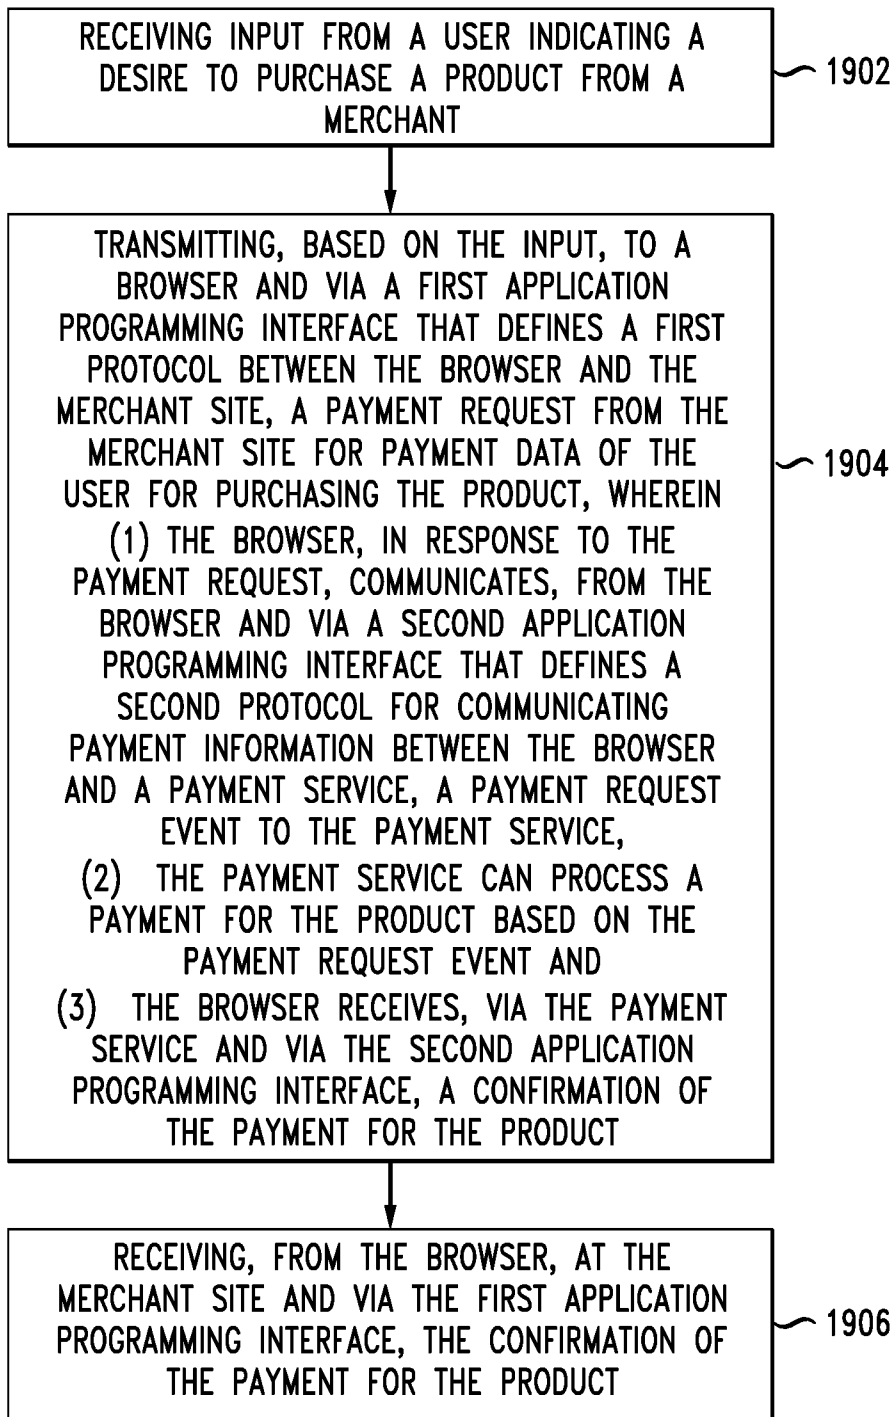 RECEIVING INPUT FROM A USER INDICATING A
DESIRE TO PURCHASE A PRODUCT FROM A
MERCHANT
1902
TRANSMITTING, BASED ON THE INPUT, TO A
BROWSER AND VIA A FIRST APPLICATION
PROGRAMMING INTERFACE THAT DEFINES A FIRST
PROTOCOL BETWEEN THE BROWSER AND THE
MERCHANT SITE, A PAYMENT REQUEST FROM THE
MERCHANT SITE FOR PAYMENT DATA OF THE
USER FOR PURCHASING THE PRODUCT, WHEREIN
(1) THE BROWSER, IN RESPONSE TO THE
PAYMENT REQUEST, COMMUNICATES, FROM THE
BROWSER AND VIA A SECOND APPLICATION
PROGRAMMING INTERFACE THAT DEFINES A
SECOND PROTOCOL FOR COMMUNICATING
PAYMENT INFORMATION BETWEEN THE BROWSER
AND A PAYMENT SERVICE, A PAYMENT REQUEST
EVENT TO THE PAYMENT SERVICE,
(2) THE PAYMENT SERVICE CAN PROCESS A
PAYMENT FOR THE PRODUCT BASED ON THE
PAYMENT REQUEST EVENT AND
(3) THE BROWSER RECEIVES, VIA THE PAYMENT
SERVICE AND VIA THE SECOND APPLICATION
PROGRAMMING INTERFACE, A CONFIRMATION OF
THE PAYMENT FOR THE PRODUCT
1904
RECEIVING, FROM THE BROWSER, AT THE
MERCHANT SITE AND VIA THE FIRST APPLICATION
PROGRAMMING INTERFACE, THE CONFIRMATION OF
THE PAYMENT FOR THE PRODUCT
1906